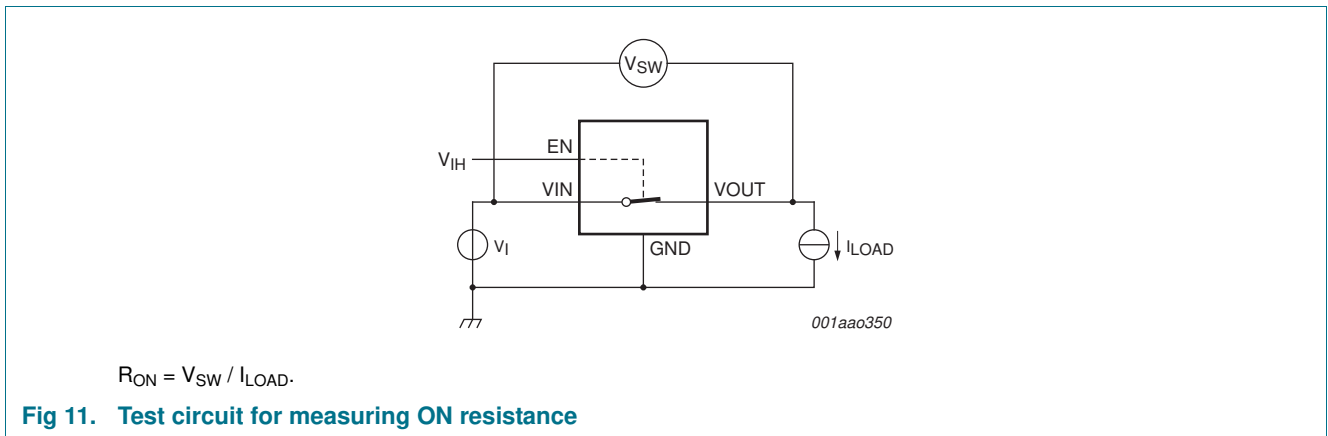 VSW
EN
VIH
VIN
VOUT
VI
GND
ILOAD
001aao350
RON = VSW / ILOAD.
Fig 11. Test circuit for measuring ON resistance